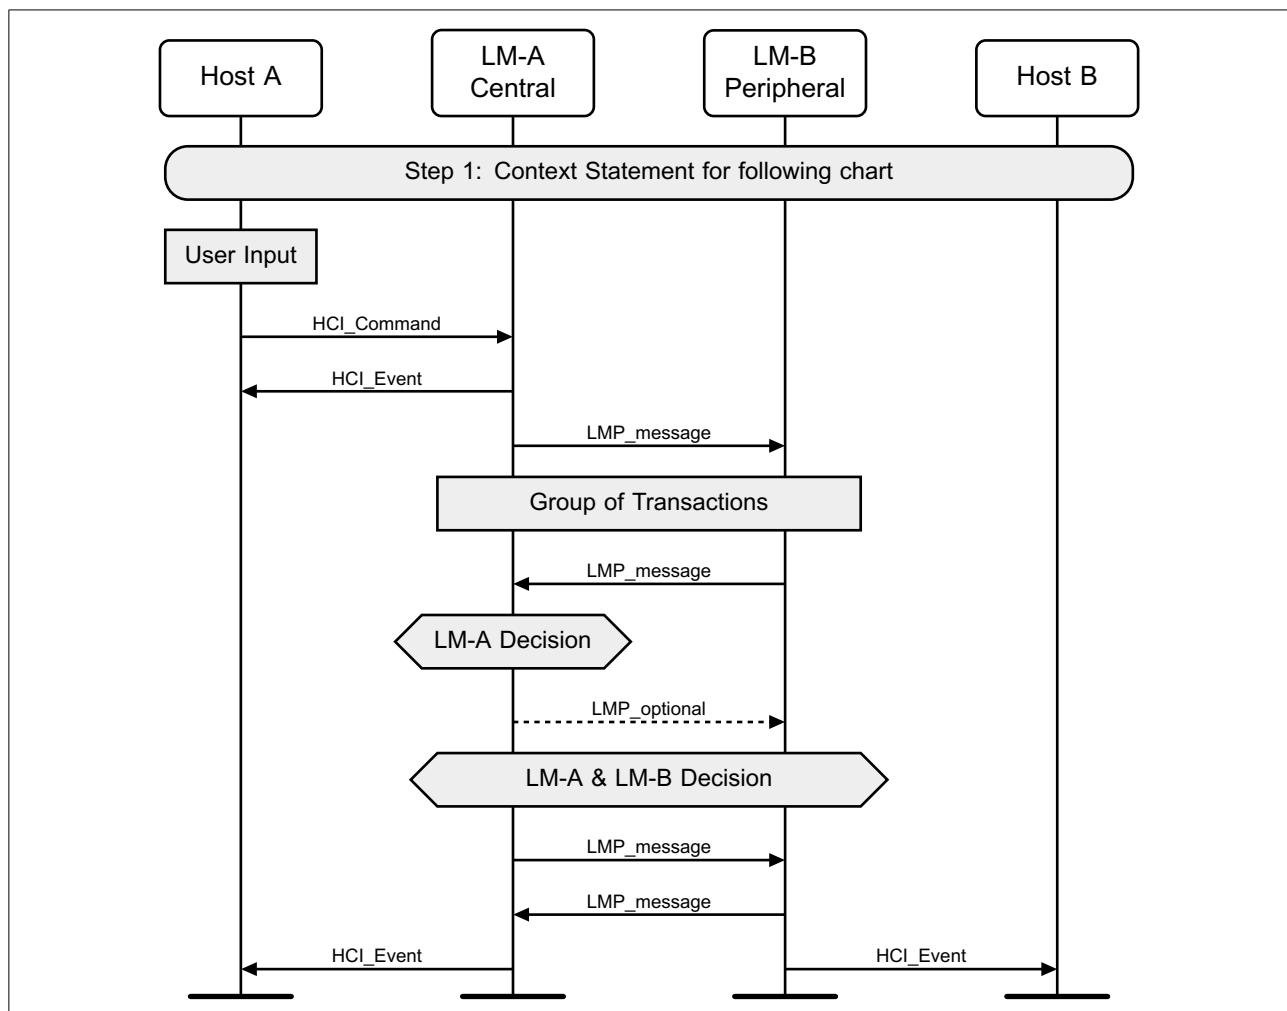 Host A
LM-A
Central
LM-B
Peripheral
Host B
Step 1: Context Statement for following chart
User Input
HCI_Command
HCI_Event
LMP_message
Group of Transactions
LMP_message
LM-A Decision
LMP_optional
LM-A & LM-B Decision
LMP_message
LMP_message
HCI_Event
HCI_Event